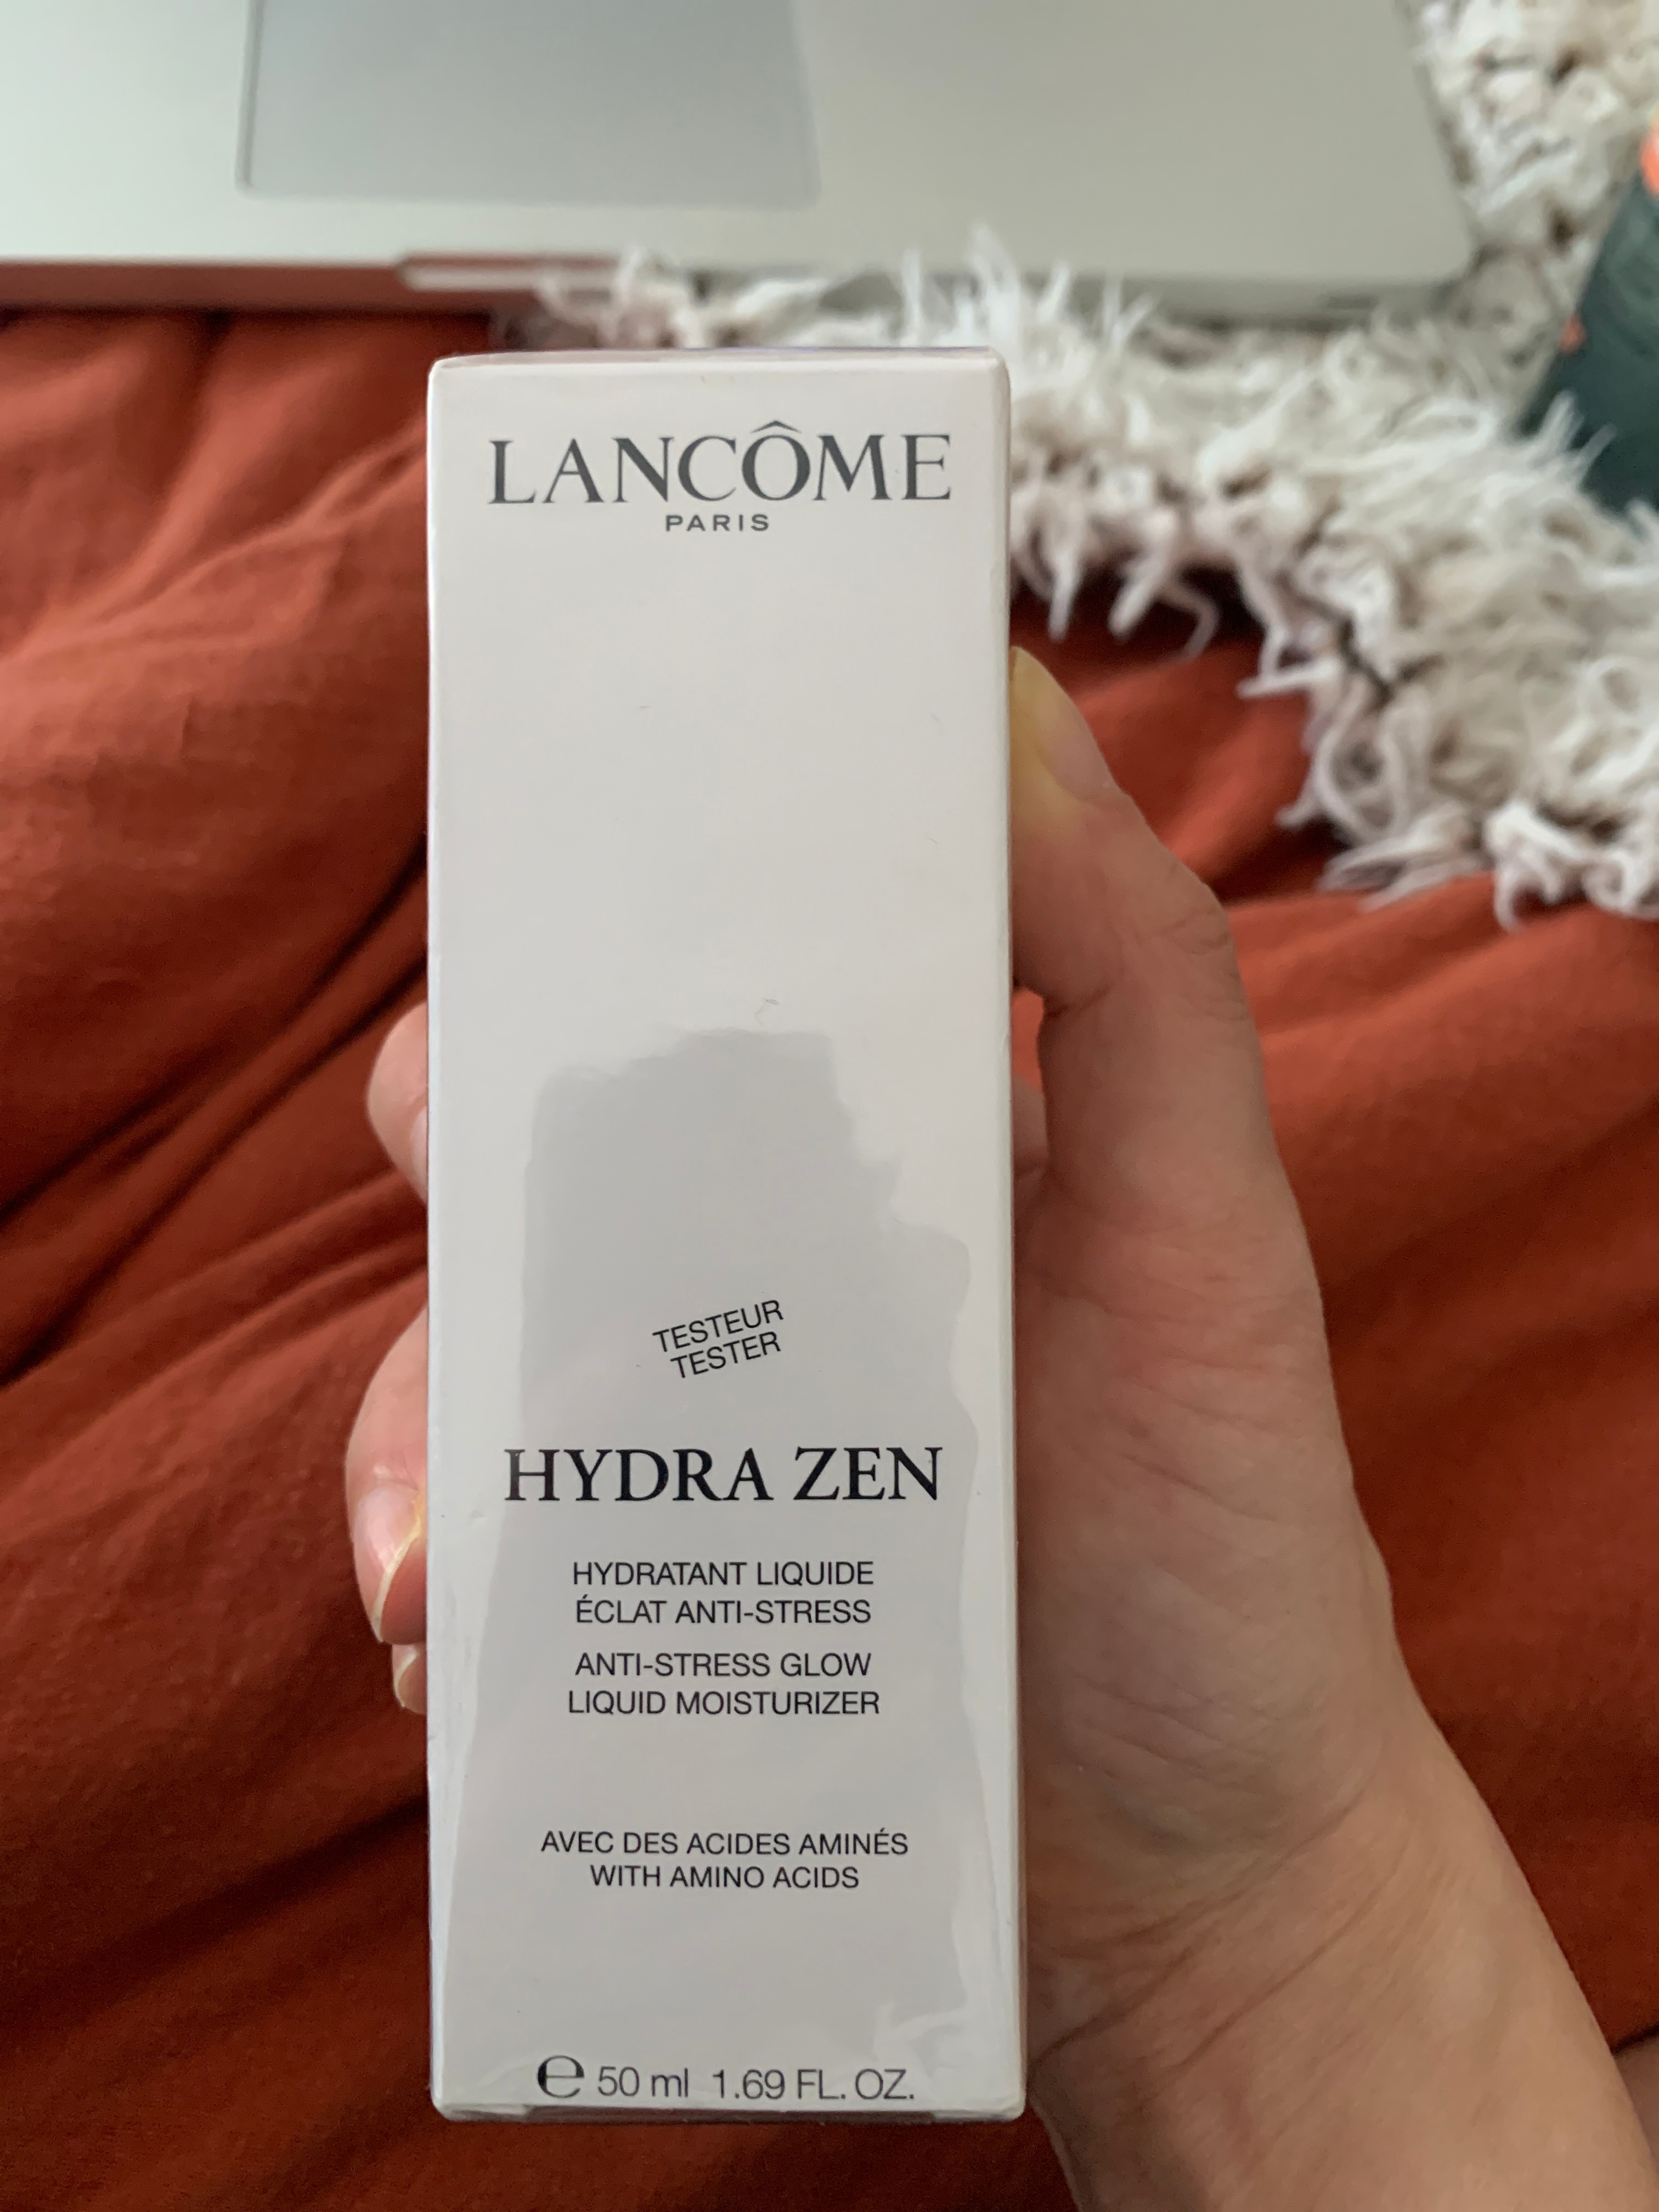 LANCÔME
PARIS
TESTEUR
TESTER
HYDRA ZEN
HYDRATANT LIQUIDE
ÉCLAT ANTI-STRESS
ANTI-STRESS GLOW
LIQUID MOISTURIZER
AVEC DES ACIDES AMINÉS
WITH AMINO ACIDS
℮ 50 ml 1.69 FL. OZ.